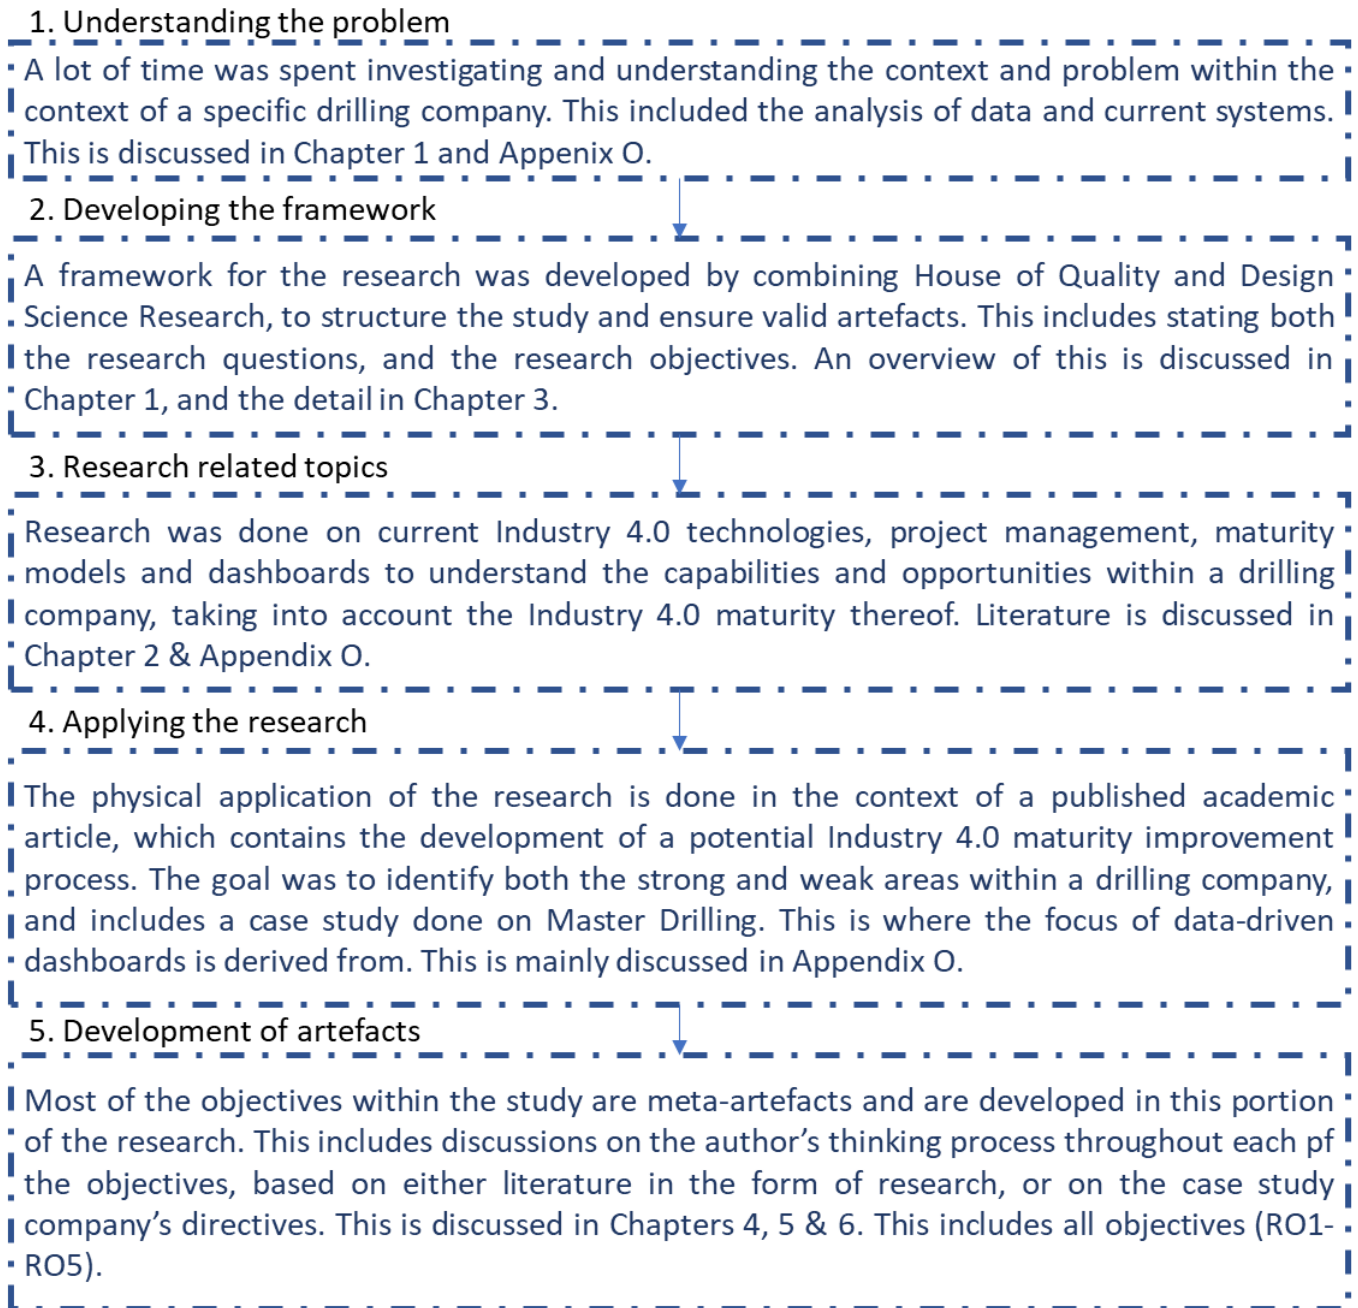 1. Understanding the problem
A lot of time was spent investigating and understanding the context and problem within the
context of a specific drilling company. This included the analysis of data and current systems.
This is discussed in Chapter 1 and Appenix O.
2. Developing the framework
A framework for the research was developed by combining House of Quality and Design
Science Research, to structure the study and ensure valid artefacts. This includes stating both
the research questions, and the research objectives. An overview of this is discussed in
Chapter 1, and the detail in Chapter 3.
3. Research related topics
Research was done on current Industry 4.0 technologies, project management, maturity
models and dashboards to understand the capabilities and opportunities within a drilling
company, taking into account the Industry 4.0 maturity thereof. Literature is discussed in
Chapter 2 & Appendix O.
4. Applying the research
The physical application of the research is done in the context of a published academic
article, which contains the development of a potential Industry 4.0 maturity improvement
process. The goal was to identify both the strong and weak areas within a drilling company,
and includes a case study done on Master Drilling. This is where the focus of data-driven
dashboards is derived from. This is mainly discussed in Appendix O.
5. Development of artefacts
Most of the objectives within the study are meta-artefacts and are developed in this portion
of the research. This includes discussions on the author’s thinking process throughout each pf
the objectives, based on either literature in the form of research, or on the case study
company’s directives. This is discussed in Chapters 4, 5 & 6. This includes all objectives (RO1-
RO5).